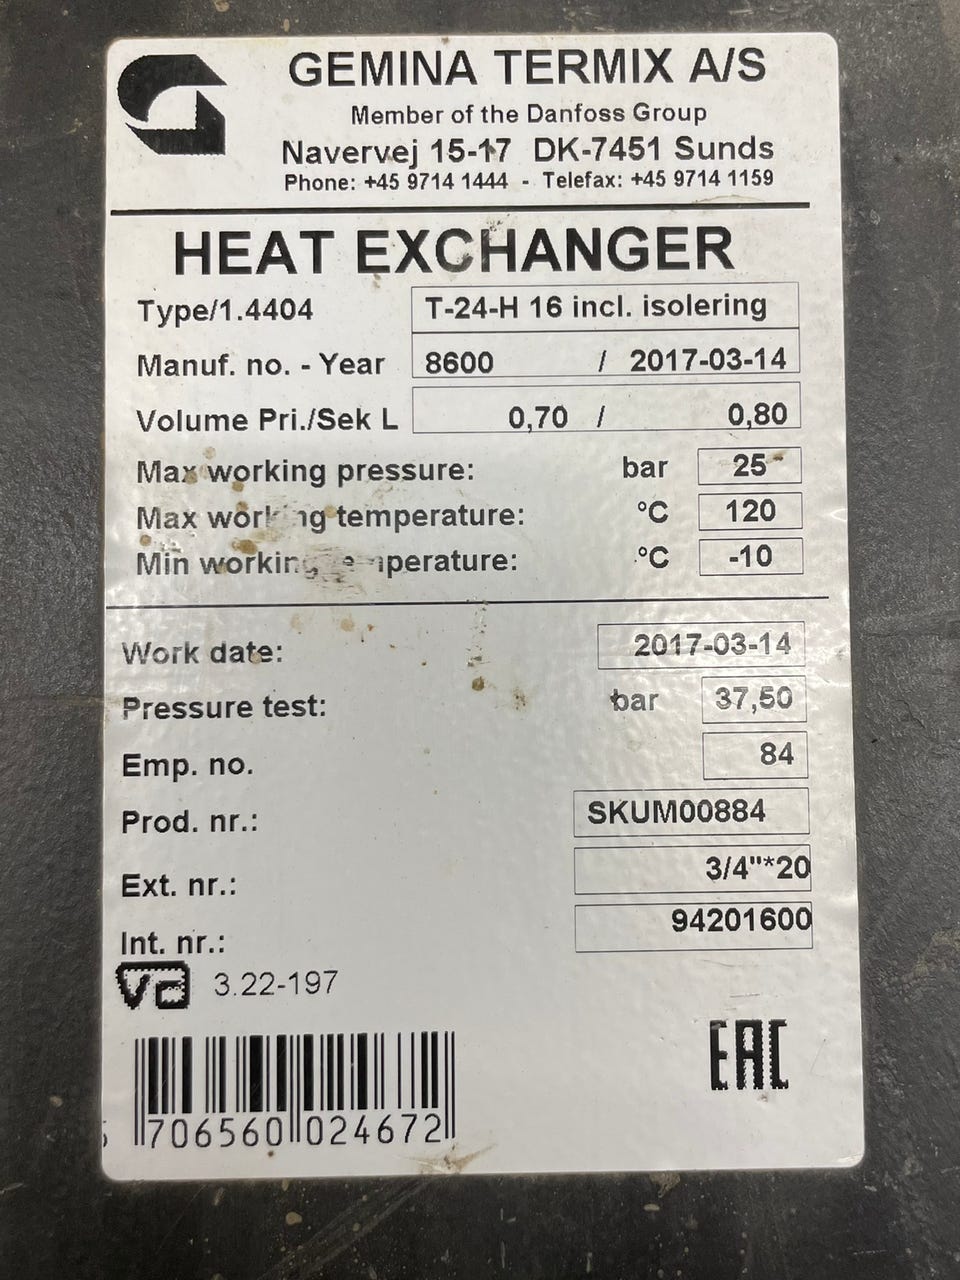 GEMINA TERMIX A/S
Member of the Danfoss Group
Navervej 15-17 DK-7451 Sunds
Phone: +45 9714 1444 - Telefax: +45 9714 1159
HEAT EXCHANGER
Type/1.4404 T-24-H 16 incl. isolering
Manuf. no. - Year 8600 / 2017-03-14
Volume Pri./Sek L 0,70 / 0,80
Max working pressure: bar 25
Max working temperature: °C 120
Min working temperature: °C -10
Work date: 2017-03-14
Pressure test: bar 37,50
Emp. no. 84
Prod. nr.: SKUM00884
Ext. nr.: 3/4"*20
Int. nr.: 94201600
va 3.22-197
EAC
706560 024672